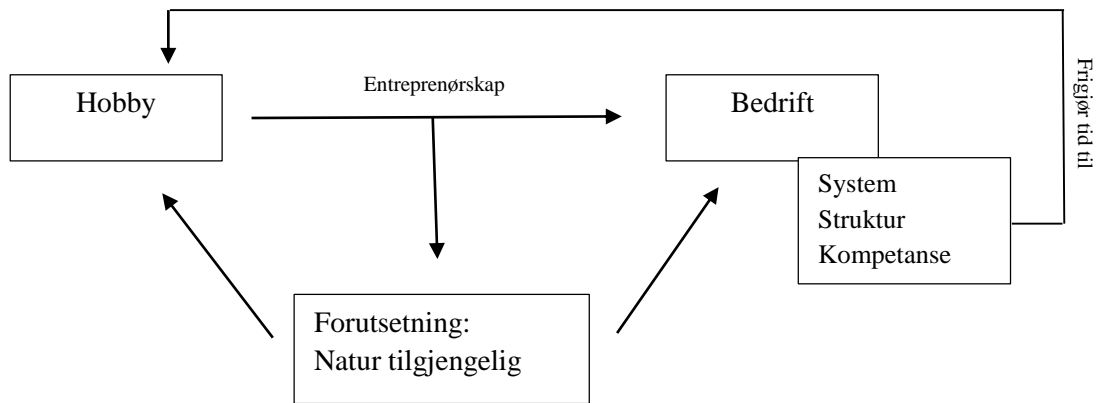 Hobby
Entreprenørskap
Bedrift
Frigjør tid til
System
Struktur
Kompetanse
Forutsetning:
Natur tilgjengelig